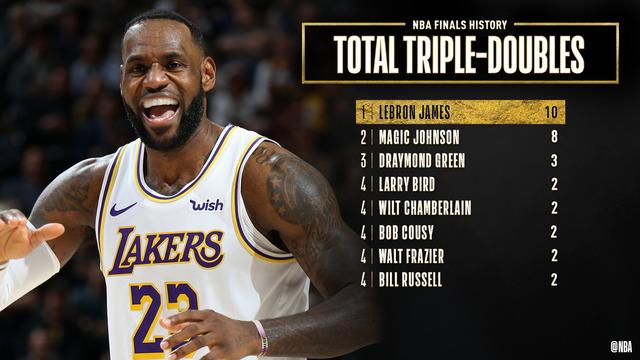 NBA FINALS HISTORY
TOTAL TRIPLE-DOUBLES
1 | LEBRON JAMES 10
2 | MAGIC JOHNSON 8
3 | DRAYMOND GREEN 3
4 | LARRY BIRD 2
4 | WILT CHAMBERLAIN 2
4 | BOB COUSY 2
4 | WALT FRAZIER 2
4 | BILL RUSSELL 2
wish
LAKERS
23
@NBA